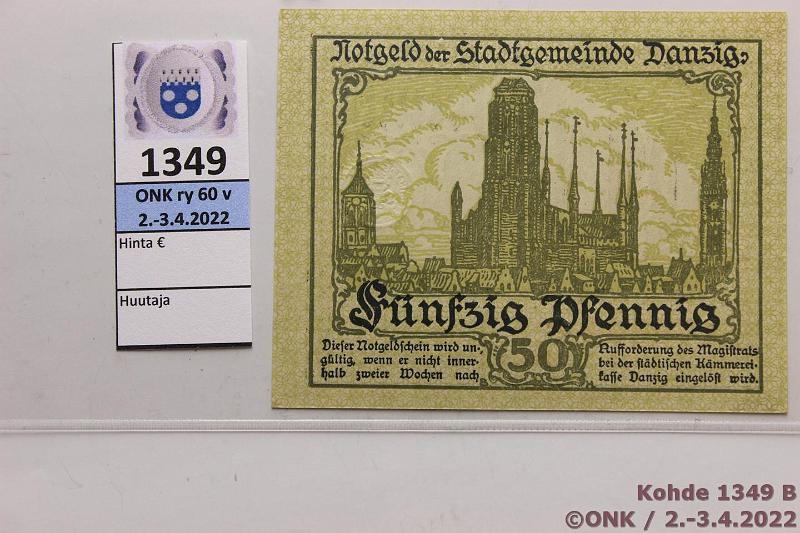 1349
ONK ry 60 v
2.-3.4.2022
Hinta €
Huutaja
Notgeld der Stadtgemeinde Danzig:
Fünfzig Pfennig
50
Dieser Notgeldschein wird un-
gültig, wenn er nicht inner-
halb zweier Wochen nach
Aufforderung des Magistrats
bei der städtischen Kämmerei-
kasse Danzig eingelöst wird.
Kohde 1349 B
©ONK / 2.-3.4.2022